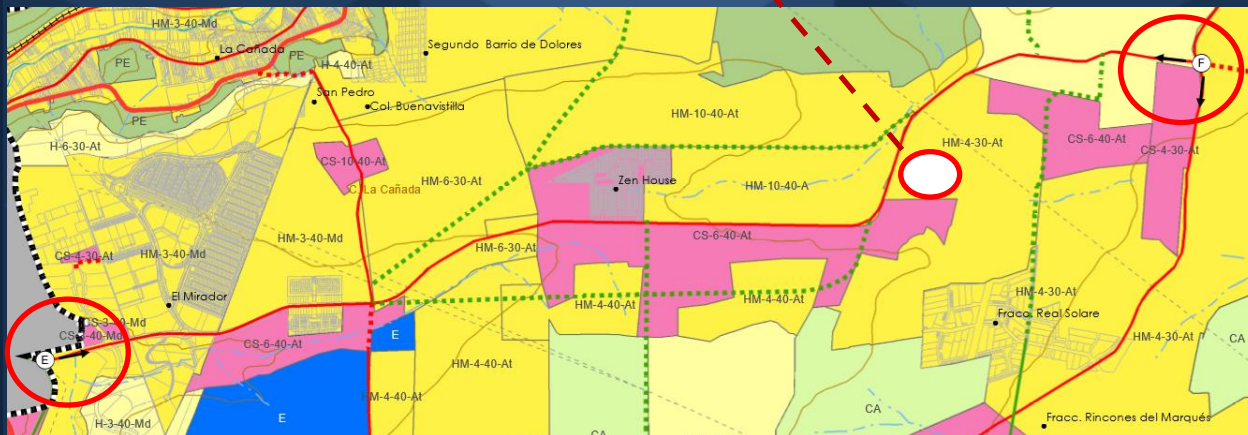 HM-3-40-Md
La Cañada
PE
PE
H-4-40-At
Segundo Barrio de Dolores
San Pedro
Col. Buenavistilla
PE
H-6-30-At
CS-10-40-At
C. La Cañada
HM-6-30-At
HM-10-40-At
HM-4-30-At
CS-6-40-At
CS-4-30-At
F
Zen House
HM-10-40-A
HM-3-40-Md
HM-3-40-Md
CS-4-30-At
HM-6-30-At
CS-6-40-At
El Mirador
HM-4-40-At
HM-4-40-At
HM-4-30-At
Fracc. Real Solare
CS-3-40-Md
E
CS-6-40-At
E
HM-4-30-At
CA
HM-4-40-At
HM-4-40-At
E
H-3-40-Md
CA
CA
Fracc. Rincones del Marqués